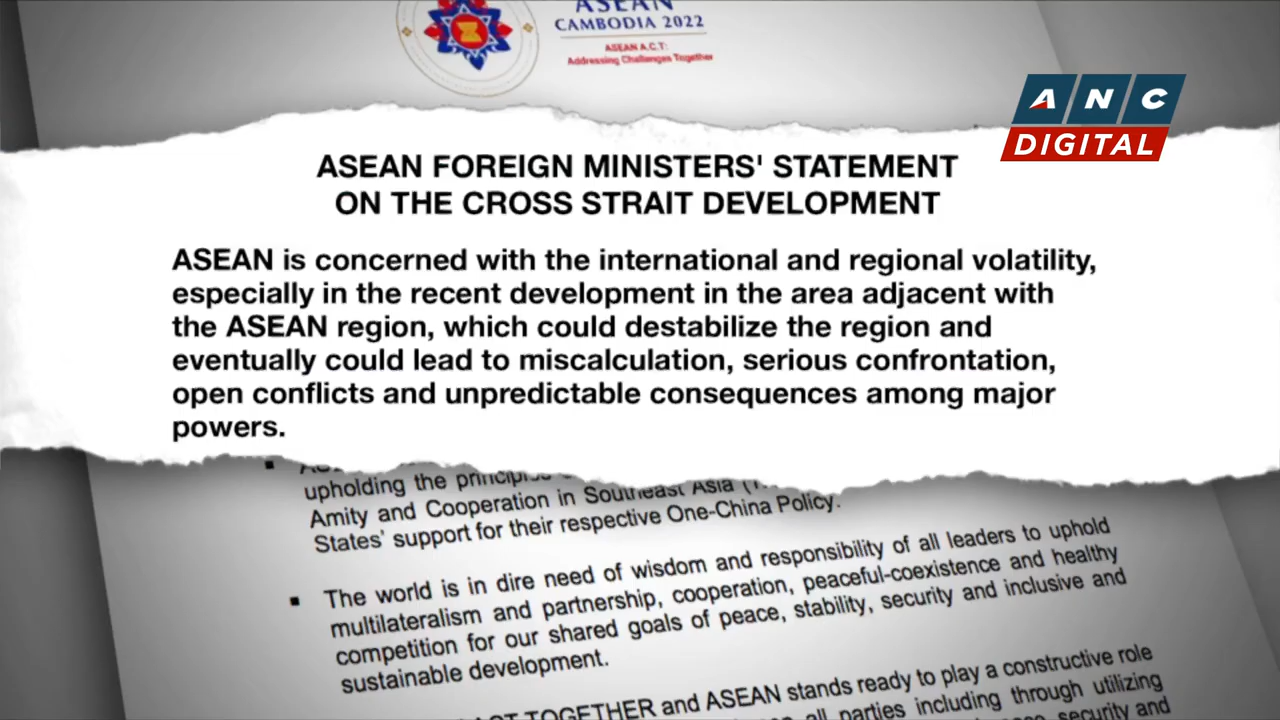 ASEAN
CAMBODIA 2022
ASEAN A.C.T:
Addressing Challenges Together
ANC
DIGITAL
ASEAN FOREIGN MINISTERS' STATEMENT
ON THE CROSS STRAIT DEVELOPMENT
ASEAN is concerned with the international and regional volatility,
especially in the recent development in the area adjacent with
the ASEAN region, which could destabilize the region and
eventually could lead to miscalculation, serious confrontation,
open conflicts and unpredictable consequences among major
powers.
upholding the
Amity and Cooperation in Southeast Asia
States' support for their respective One-China Policy.
▪ The world is in dire need of wisdom and responsibility of all leaders to uphold
multilateralism and partnership, cooperation, peaceful-coexistence and healthy
competition for our shared goals of peace, stability, security and inclusive and
sustainable development.
TOGETHER and ASEAN stands ready to play a constructive role
all parties including through utilizing
security and